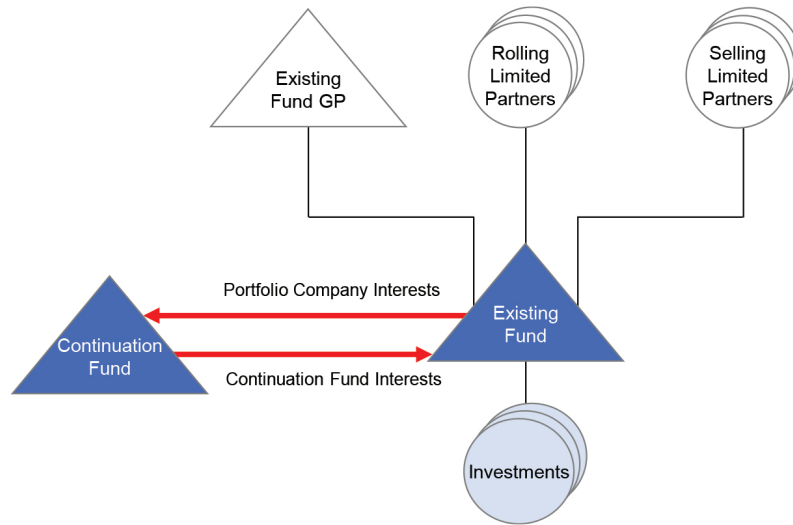 Existing
Fund GP
Rolling
Limited
Partners
Selling
Limited
Partners
Portfolio Company Interests
Continuation
Fund
Existing
Fund
Continuation Fund Interests
Investments